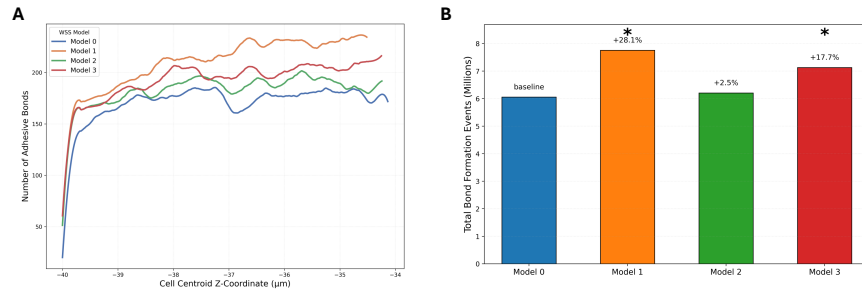 A
WSS Model
Model 0
Model 1
Model 2
Model 3
Number of Adhesive Bonds
200
150
100
50
−40
−39
−38
−37
−36
−35
−34
Cell Centroid Z-Coordinate (μm)
B
Total Bond Formation Events (Millions)
8
7
6
5
4
3
2
1
0
baseline
*
+28.1%
+2.5%
*
+17.7%
Model 0
Model 1
Model 2
Model 3